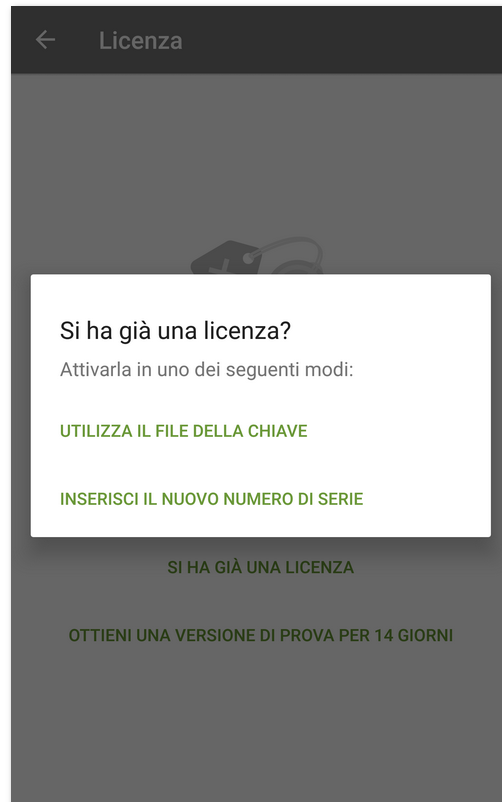 Licenza
Si ha già una licenza?
Attivarla in uno dei seguenti modi:
UTILIZZA IL FILE DELLA CHIAVE
INSERISCI IL NUOVO NUMERO DI SERIE
SI HA GIÀ UNA LICENZA
OTTIENI UNA VERSIONE DI PROVA PER 14 GIORNI